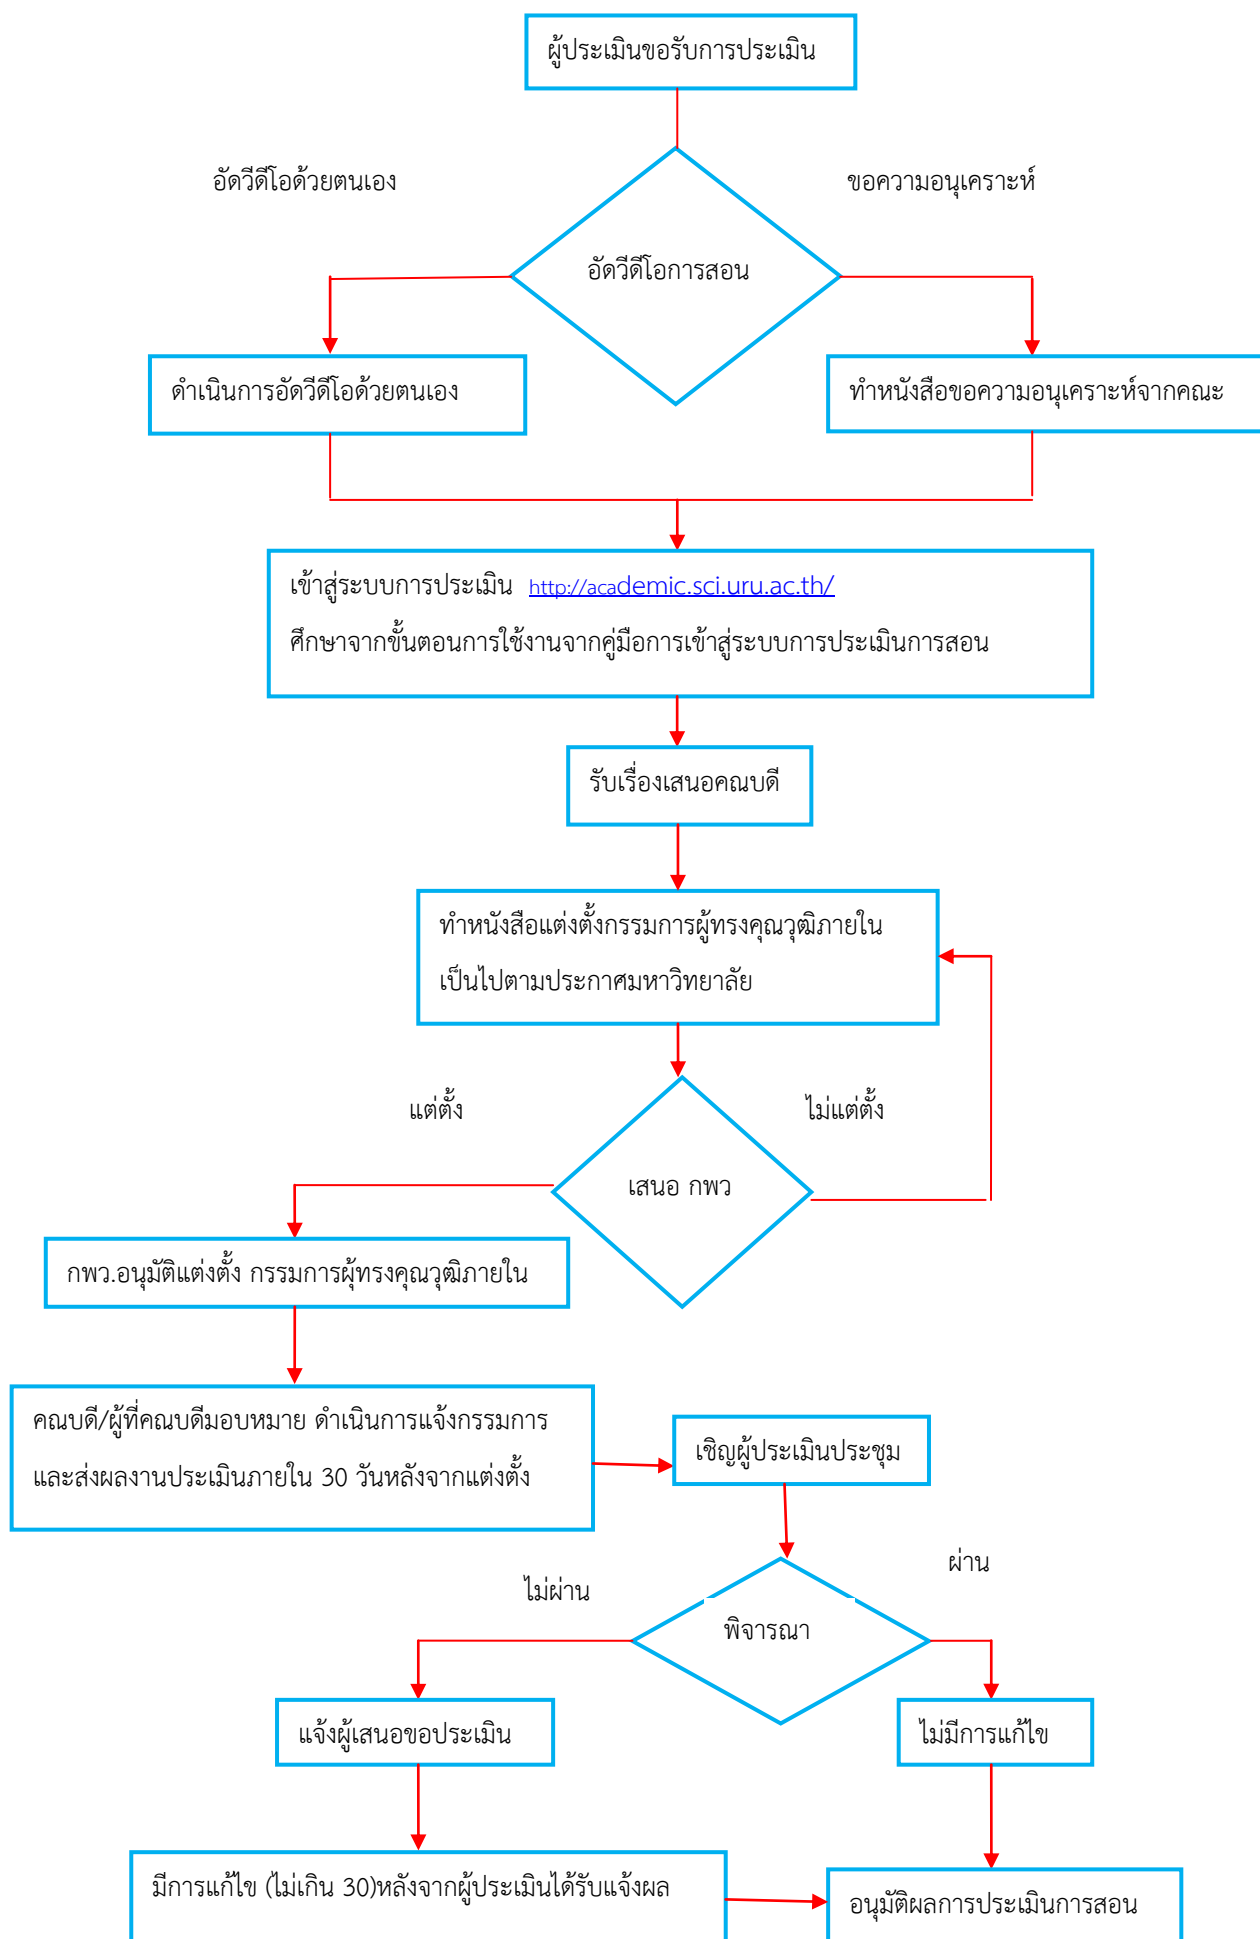 ผู้ประเมินขอรับการประเมิน
อัดวีดีโอด้วยตนเอง
ขอความอนุเคราะห์
อัดวีดีโอการสอน
ดำเนินการอัดวีดีโอด้วยตนเอง
ทำหนังสือขอความอนุเคราะห์จากคณะ
เข้าสู่ระบบการประเมิน http://academic.sci.uru.ac.th/
ศึกษาจากขั้นตอนการใช้งานจากคู่มือการเข้าสู่ระบบการประเมินการสอน
รับเรื่องเสนอคณบดี
ทำหนังสือแต่งตั้งกรรมการผู้ทรงคุณวุฒิภายใน
เป็นไปตามประกาศมหาวิทยาลัย
แต่ตั้ง
ไม่แต่ตั้ง
เสนอ กพว
กพว.อนุมัติแต่งตั้ง กรรมการผุ้ทรงคุณวุฒิภายใน
คณบดี/ผู้ที่คณบดีมอบหมาย ดำเนินการแจ้งกรรมการ
และส่งผลงานประเมินภายใน 30 วันหลังจากแต่งตั้ง
เชิญผู้ประเมินประชุม
ผ่าน
ไม่ผ่าน
พิจารณา
แจ้งผู้เสนอขอประเมิน
ไม่มีการแก้ไข
มีการแก้ไข (ไม่เกิน 30)หลังจากผู้ประเมินได้รับแจ้งผล
อนุมัติผลการประเมินการสอน